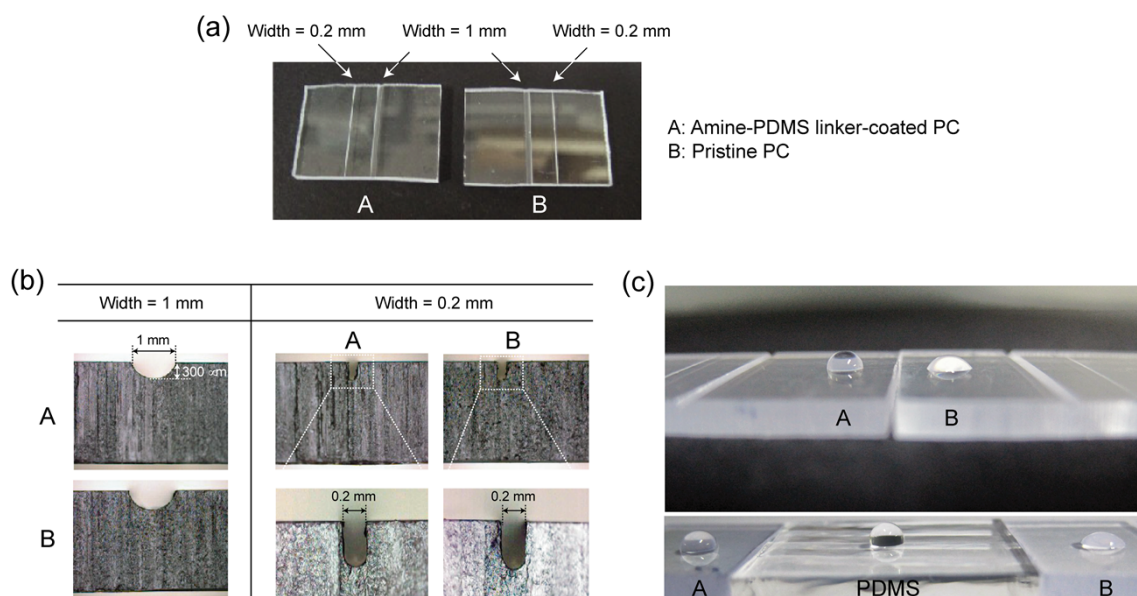 (a)
Width = 0.2 mm
Width = 1 mm
Width = 0.2 mm
A
B
A: Amine-PDMS linker-coated PC
B: Pristine PC
(b)
Width = 1 mm
Width = 0.2 mm
A
B
1 mm
300 ∝m
A
B
0.2 mm
0.2 mm
(c)
A
B
A
PDMS
B